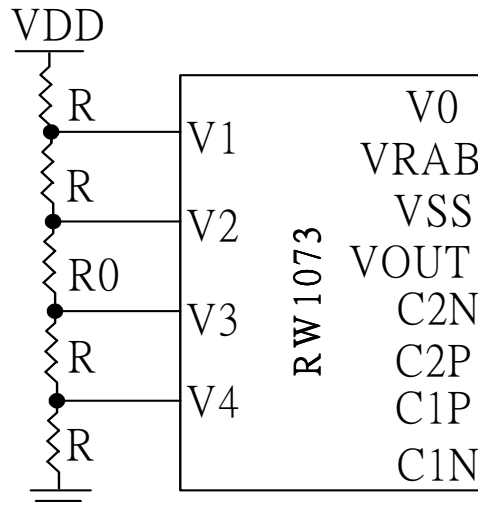 VDD
R
V1
R
V2
R0
V3
R
V4
R
RW1073
V0
VRAB
VSS
VOUT
C2N
C2P
C1P
C1N